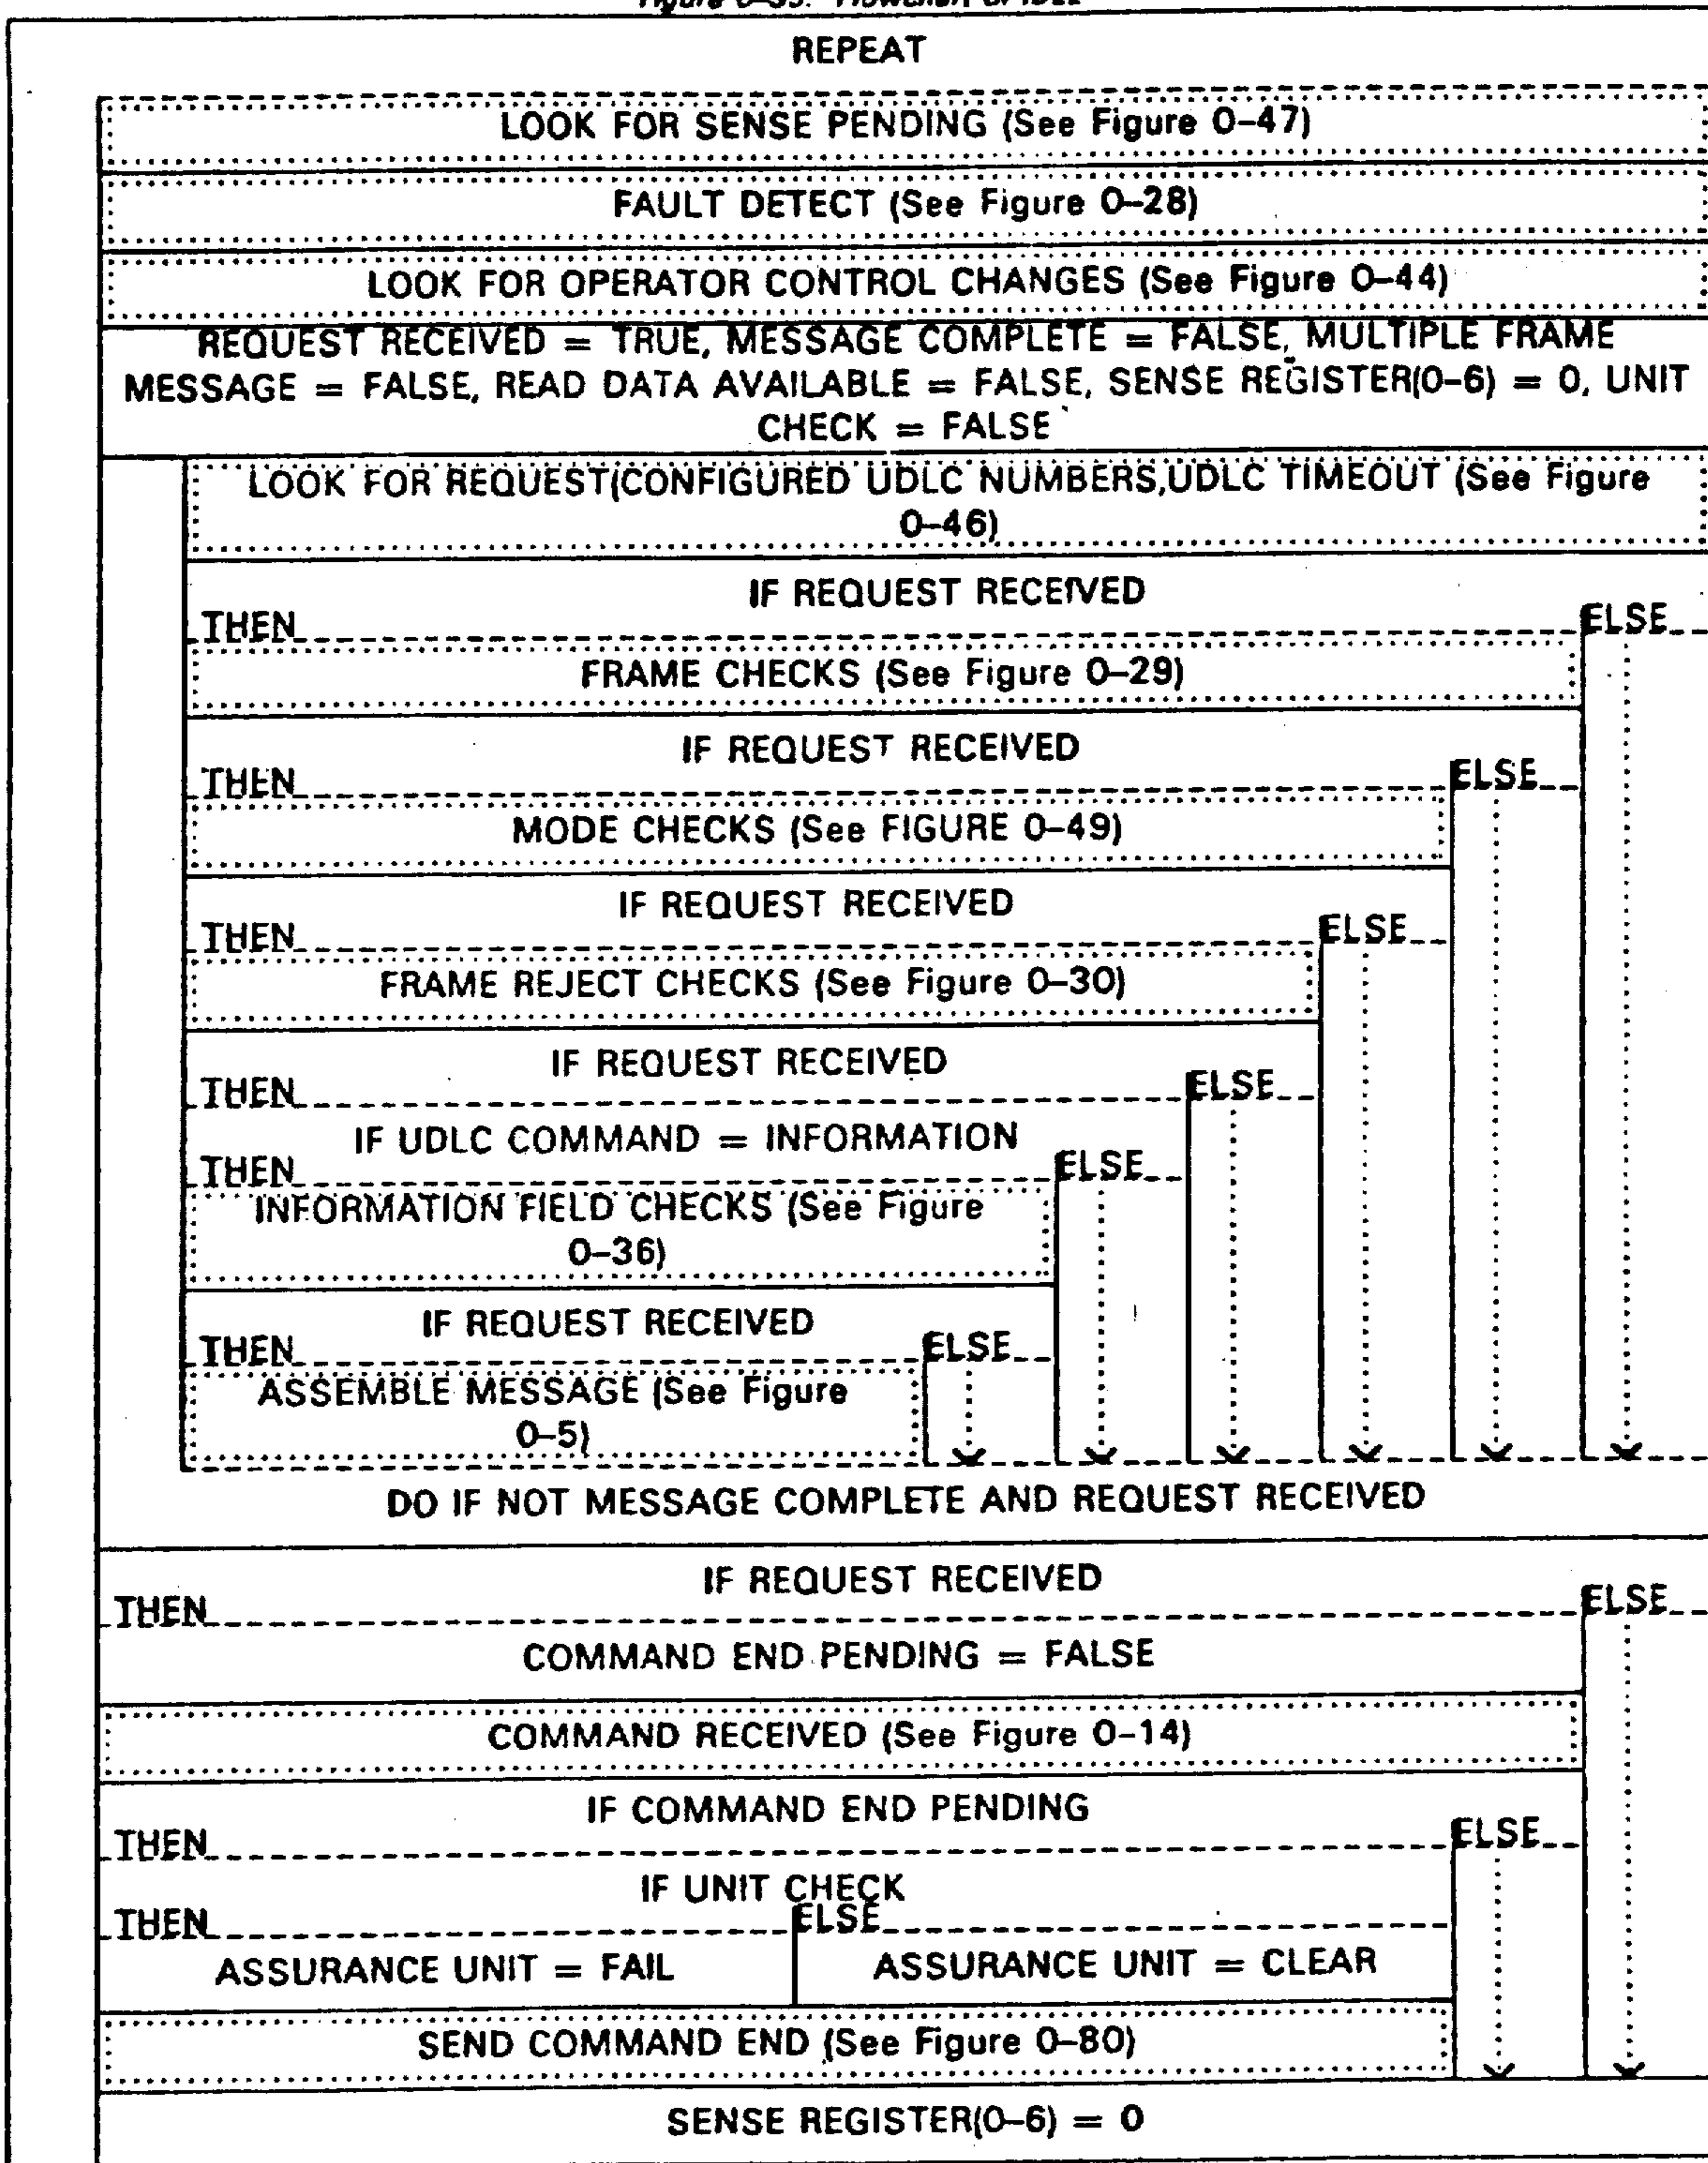 REPEAT
LOOK FOR SENSE PENDING (See Figure 0-47)
FAULT DETECT (See Figure 0-28)
LOOK FOR OPERATOR CONTROL CHANGES (See Figure 0-44)
REQUEST RECEIVED = TRUE, MESSAGE COMPLETE = FALSE, MULTIPLE FRAME
MESSAGE = FALSE, READ DATA AVAILABLE = FALSE, SENSE REGISTER(0-6) = 0, UNIT
CHECK = FALSE
LOOK FOR REQUEST(CONFIGURED UDLC NUMBERS,UDLC TIMEOUT (See Figure
0-46)
IF REQUEST RECEIVED
THEN ELSE
FRAME CHECKS (See Figure 0-29)
IF REQUEST RECEIVED
THEN ELSE
MODE CHECKS (See FIGURE 0-49)
IF REQUEST RECEIVED
THEN ELSE
FRAME REJECT CHECKS (See Figure 0-30)
IF REQUEST RECEIVED
THEN ELSE
IF UDLC COMMAND = INFORMATION
THEN ELSE
INFORMATION FIELD CHECKS (See Figure
0-36)
IF REQUEST RECEIVED
THEN ELSE
ASSEMBLE MESSAGE (See Figure
0-5)
DO IF NOT MESSAGE COMPLETE AND REQUEST RECEIVED
IF REQUEST RECEIVED
THEN ELSE
COMMAND END PENDING = FALSE
COMMAND RECEIVED (See Figure 0-14)
IF COMMAND END PENDING
THEN ELSE
IF UNIT CHECK
THEN ELSE
ASSURANCE UNIT = FAIL ASSURANCE UNIT = CLEAR
SEND COMMAND END (See Figure 0-80)
SENSE REGISTER(0-6) = 0